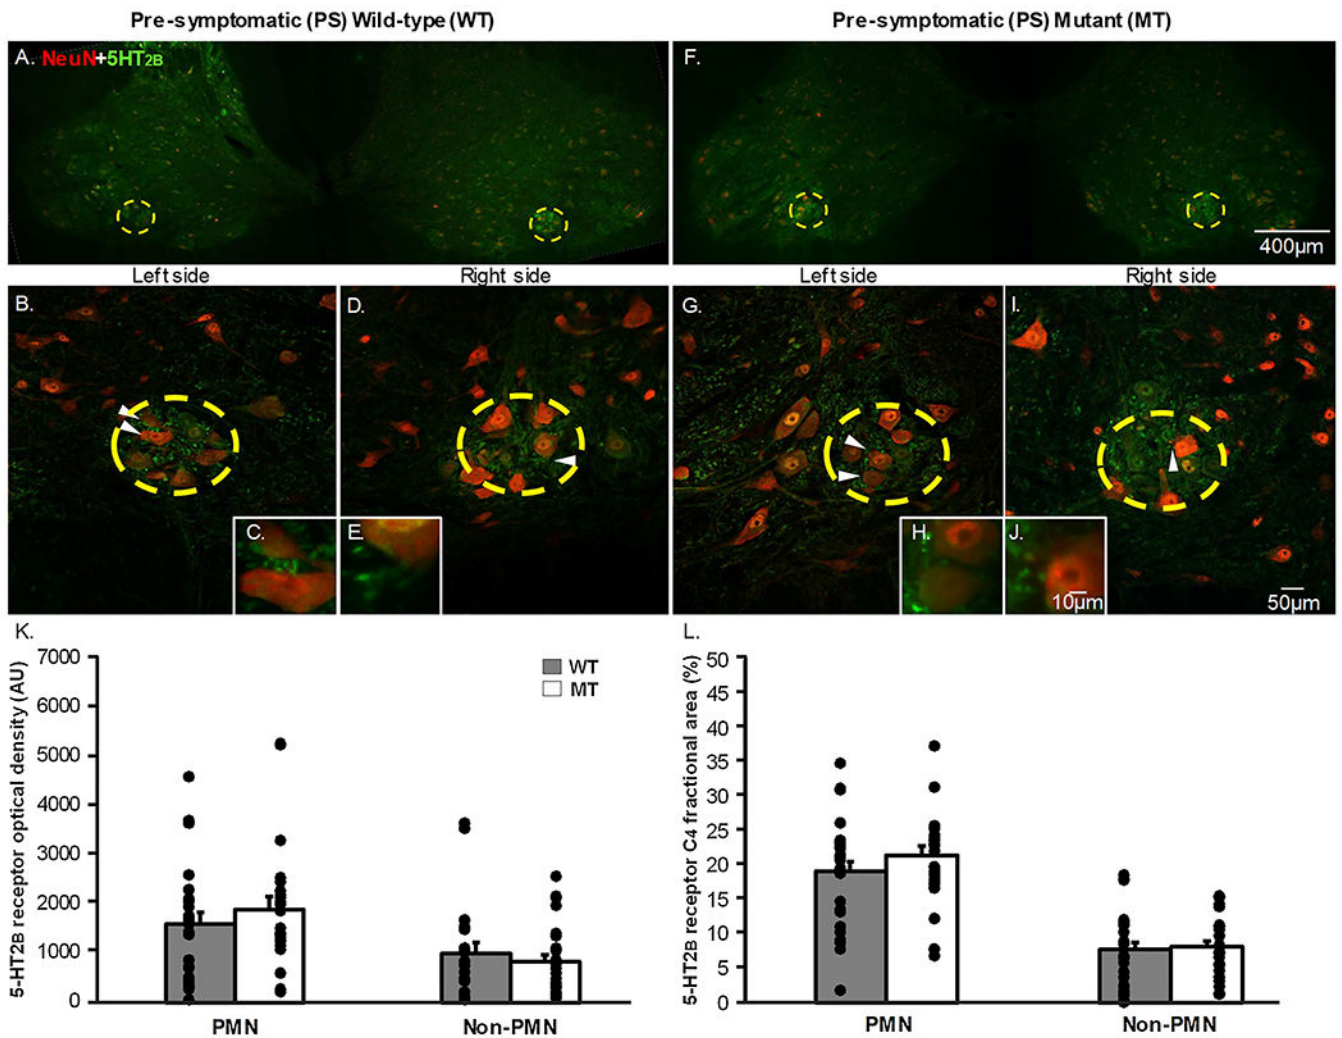 Pre-symptomatic (PS) Wild-type (WT)
Pre-symptomatic (PS) Mutant (MT)
A. NeuN+5HT2B
F.
400µm
Left side
Right side
Left side
Right side
B.
D.
G.
I.
C.
E.
H.
J.
10µm
50µm
K.
5-HT2B receptor optical density (AU)
7000
6000
5000
4000
3000
2000
1000
0
WT
MT
PMN
Non-PMN
L.
5-HT2B receptor C4 fractional area (%)
50
45
40
35
30
25
20
15
10
5
0
PMN
Non-PMN